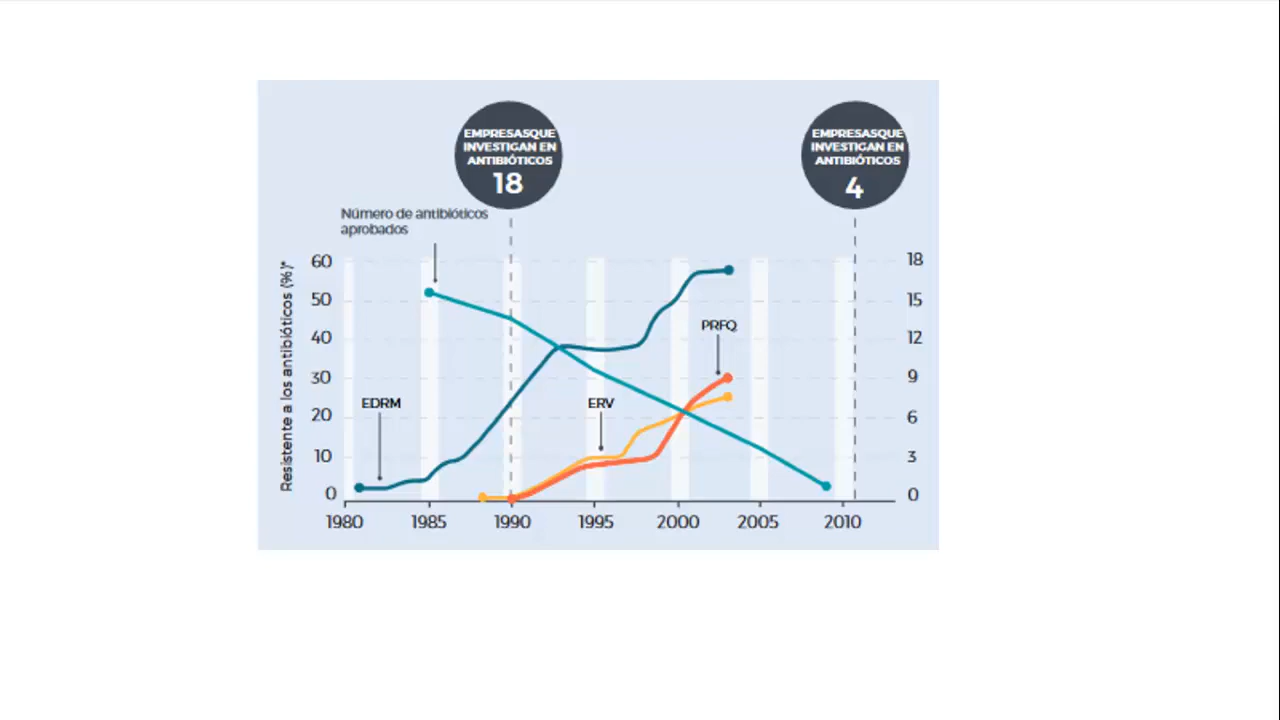 EMPRESASQUE
INVESTIGAN EN
ANTIBIÓTICOS
18
EMPRESASQUE
INVESTIGAN EN
ANTIBIÓTICOS
4
Número de antibióticos
aprobados
Resistente a los antibióticos (%)*
60
50
40
30
20
10
0
18
15
12
9
6
3
0
EDRM
ERV
PRFQ
1980
1985
1990
1995
2000
2005
2010